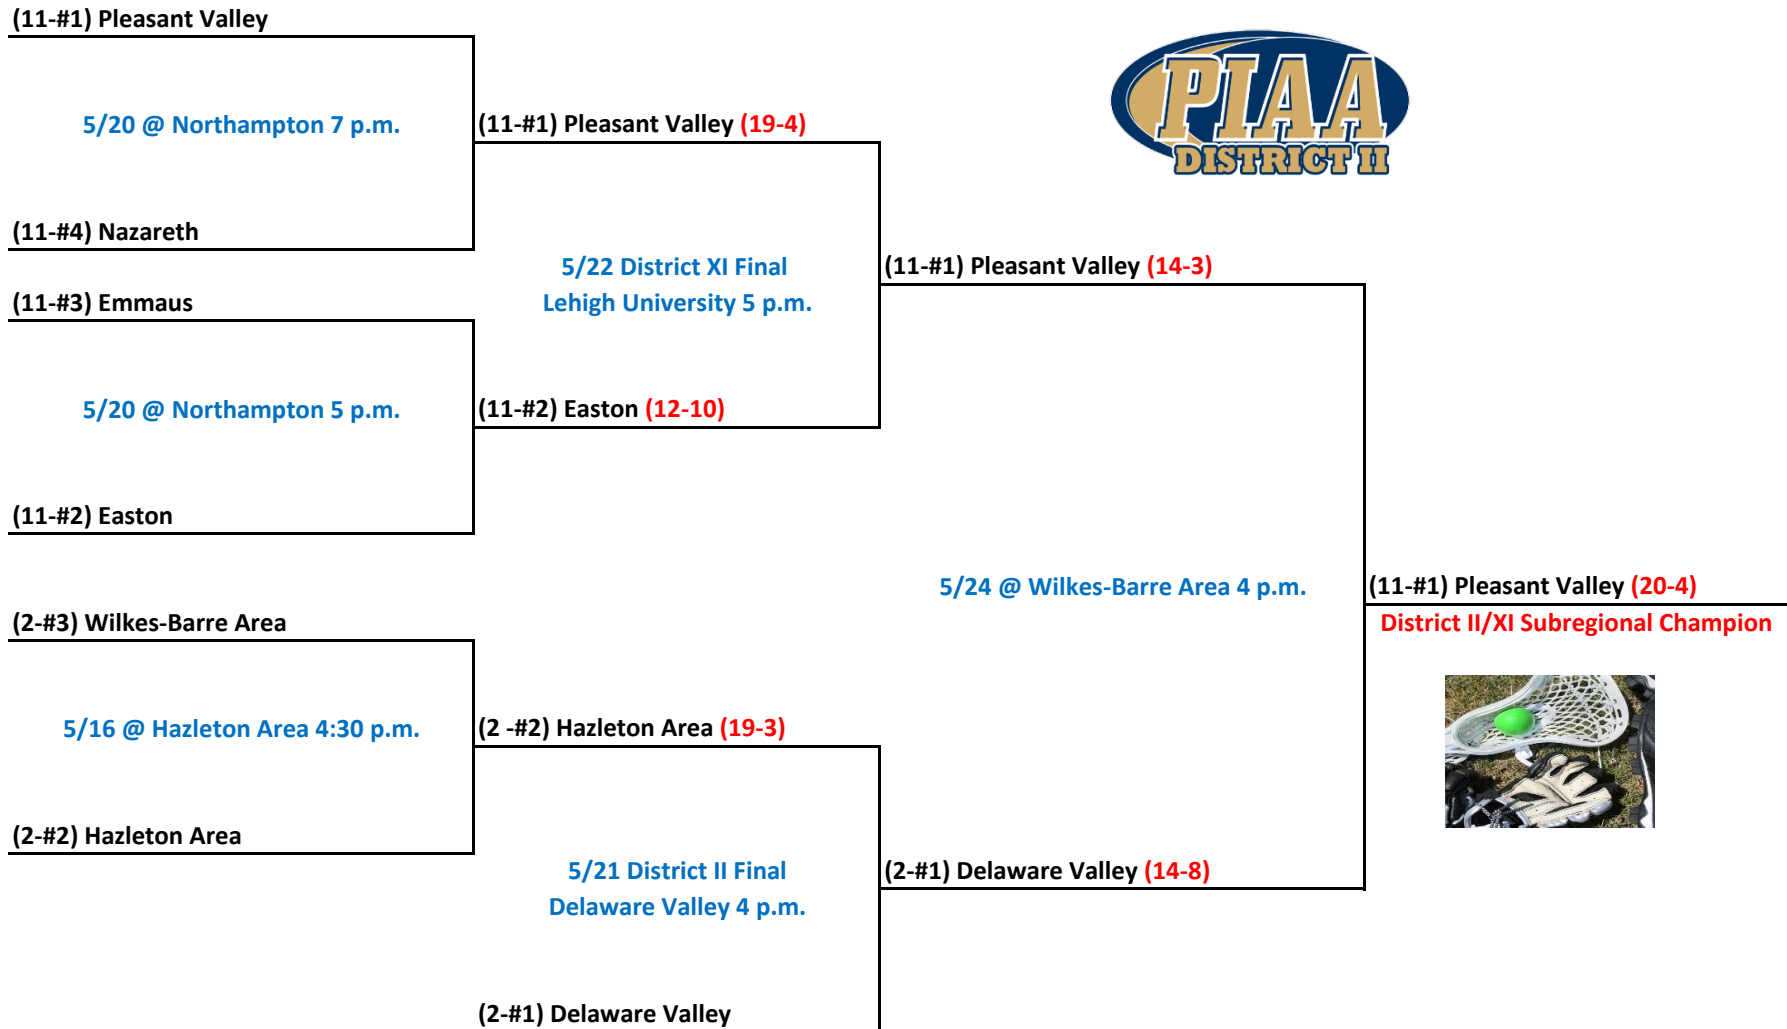 (11-#1) Pleasant Valley
PIAA
DISTRICT II
5/20 @ Northampton 7 p.m.
(11-#1) Pleasant Valley (19-4)
(11-#4) Nazareth
5/22 District XI Final
Lehigh University 5 p.m.
(11-#1) Pleasant Valley (14-3)
(11-#3) Emmaus
5/20 @ Northampton 5 p.m.
(11-#2) Easton (12-10)
(11-#2) Easton
5/24 @ Wilkes-Barre Area 4 p.m.
(11-#1) Pleasant Valley (20-4)
District II/XI Subregional Champion
(2-#3) Wilkes-Barre Area
5/16 @ Hazleton Area 4:30 p.m.
(2 -#2) Hazleton Area (19-3)
(2-#2) Hazleton Area
5/21 District II Final
Delaware Valley 4 p.m.
(2-#1) Delaware Valley (14-8)
(2-#1) Delaware Valley